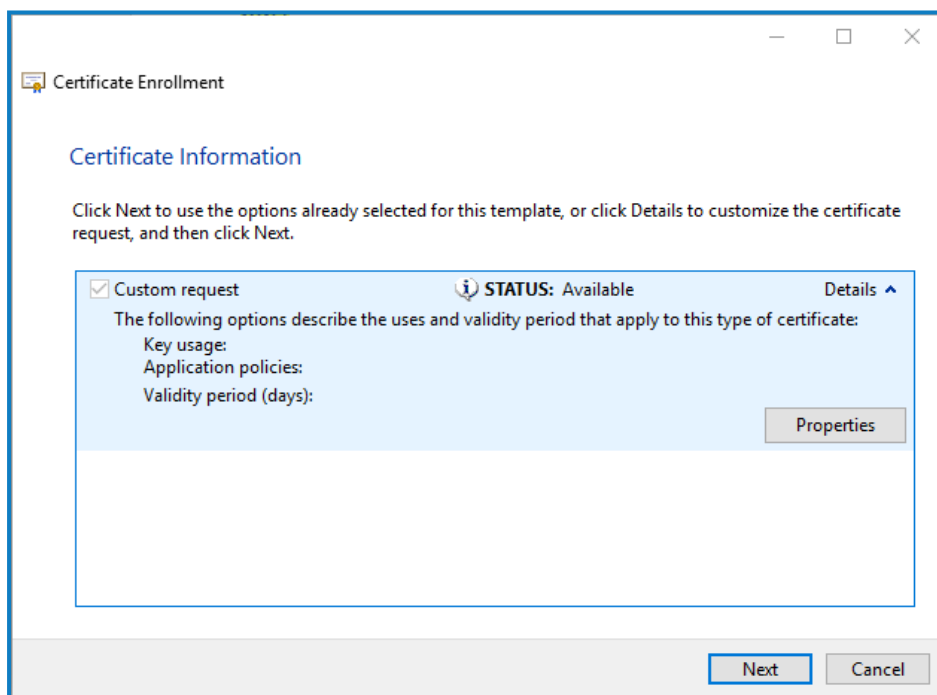 Certificate Enrollment
Certificate Information
Click Next to use the options already selected for this template, or click Details to customize the certificate
request, and then click Next.
Custom request STATUS: Available Details
The following options describe the uses and validity period that apply to this type of certificate:
Key usage:
Application policies:
Validity period (days):
Properties
Next Cancel